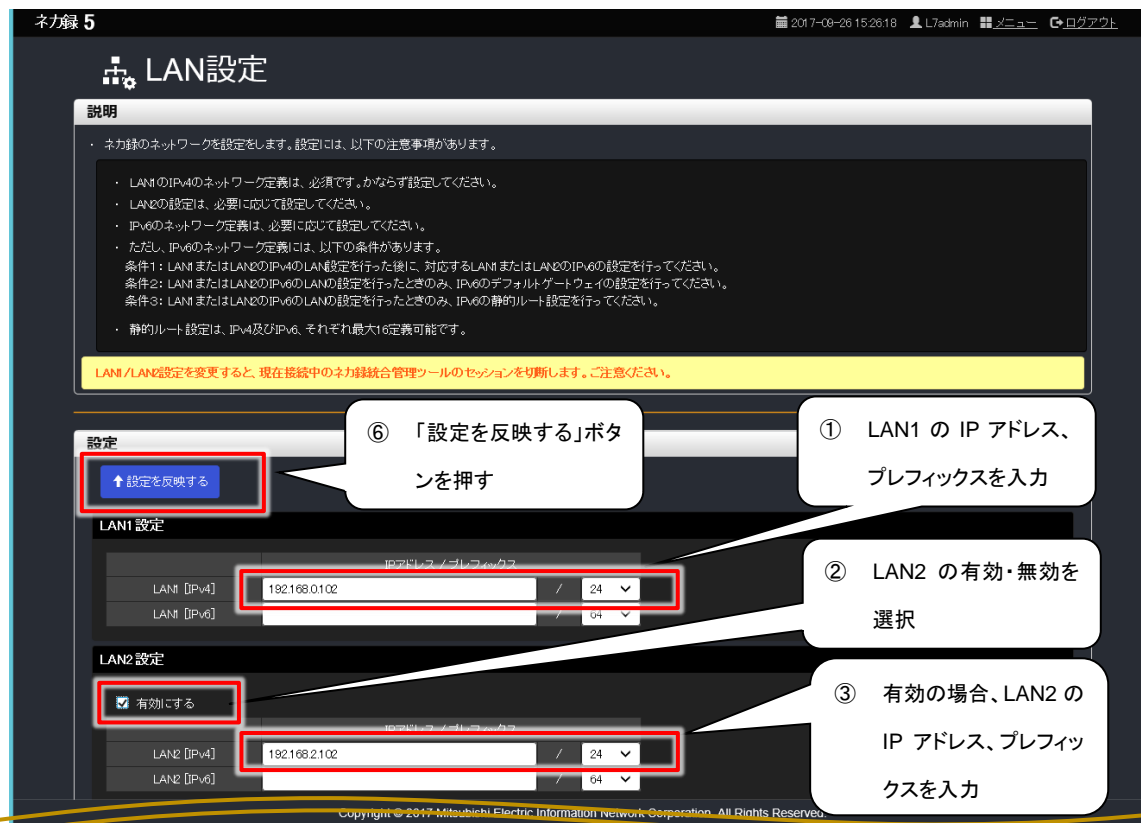 ネカ録 5
2017-09-26 15:26:18 L7admin メニュー ログアウト
LAN設定
説明
・ ネカ録のネットワークを設定をします。設定には、以下の注意事項があります。
・ LAN1のIPv4のネットワーク定義は、必須です。かならず設定してください。
・ LAN2の設定は、必要に応じて設定してください。
・ IPv6のネットワーク定義は、必要に応じて設定してください。
・ ただし、IPv6のネットワーク定義には、以下の条件があります。
条件1：LAN1またはLAN2のIPv4のLAN設定を行った後に、対応するLAN1またはLAN2のIPv6の設定を行ってください。
条件2：LAN1またはLAN2のIPv6のLANの設定を行ったときのみ、IPv6のデフォルトゲートウェイの設定を行ってください。
条件3：LAN1またはLAN2のIPv6のLANの設定を行ったときのみ、IPv6の静的ルート設定を行ってください。
・ 静的ルート設定は、IPv4及びIPv6、それぞれ最大16定義可能です。
LAN1/LAN2設定を変更すると、現在接続中のネカ録統合管理ツールのセッションを切断します。ご注意ください。
設定
設定を反映する
⑥ 「設定を反映する」ボタ
ンを押す
① LAN1 の IP アドレス、
プレフィックスを入力
LAN1設定
IPアドレス / プレフィックス
LAN1 [IPv4] 192.168.0.102 / 24
LAN1 [IPv6] / 64
② LAN2 の有効・無効を
選択
LAN2設定
有効にする
IPアドレス / プレフィックス
LAN2 [IPv4] 192.168.2.102 / 24
LAN2 [IPv6] / 64
③ 有効の場合、LAN2 の
IP アドレス、プレフィッ
クスを入力
Copyright © 2017 Mitsubishi Electric Information Network Corporation. All Rights Reserved.